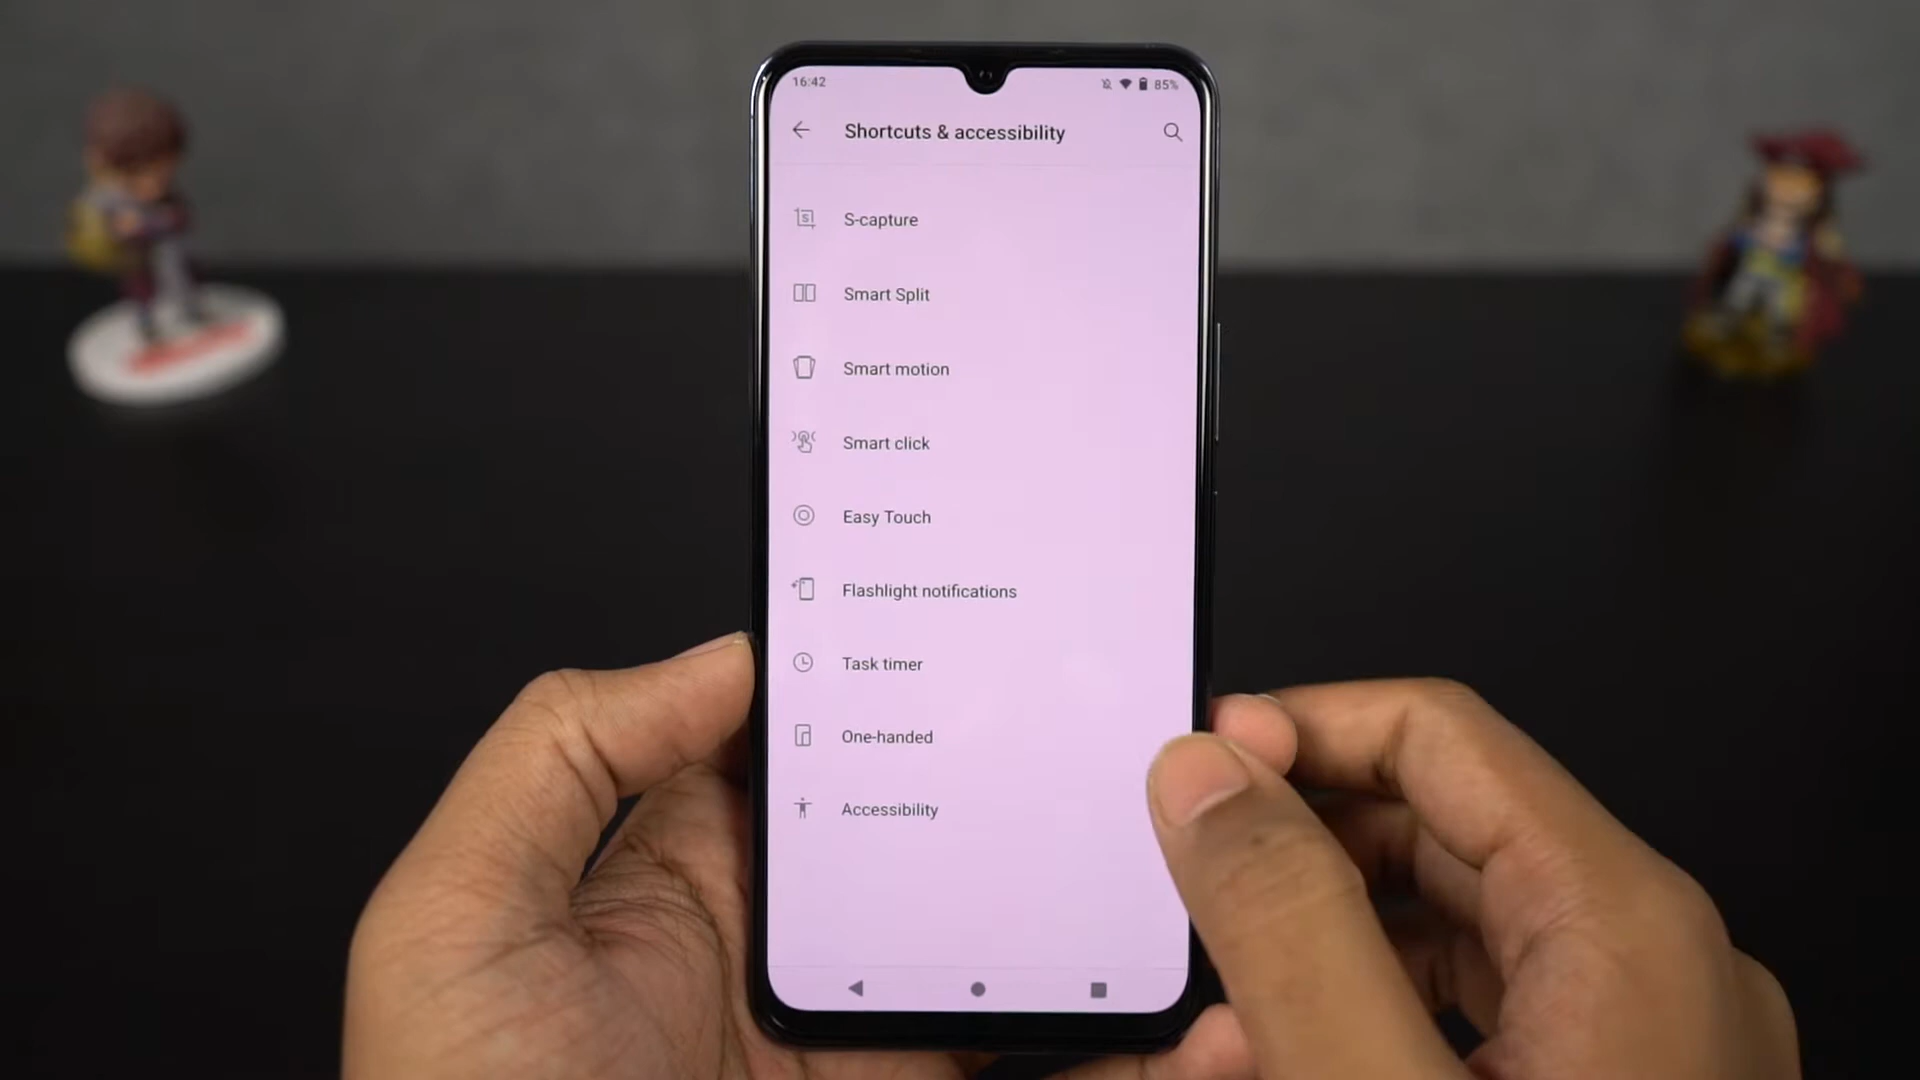 16:42
85%
Shortcuts & accessibility
S-capture
Smart Split
Smart motion
Smart click
Easy Touch
Flashlight notifications
Task timer
One-handed
Accessibility